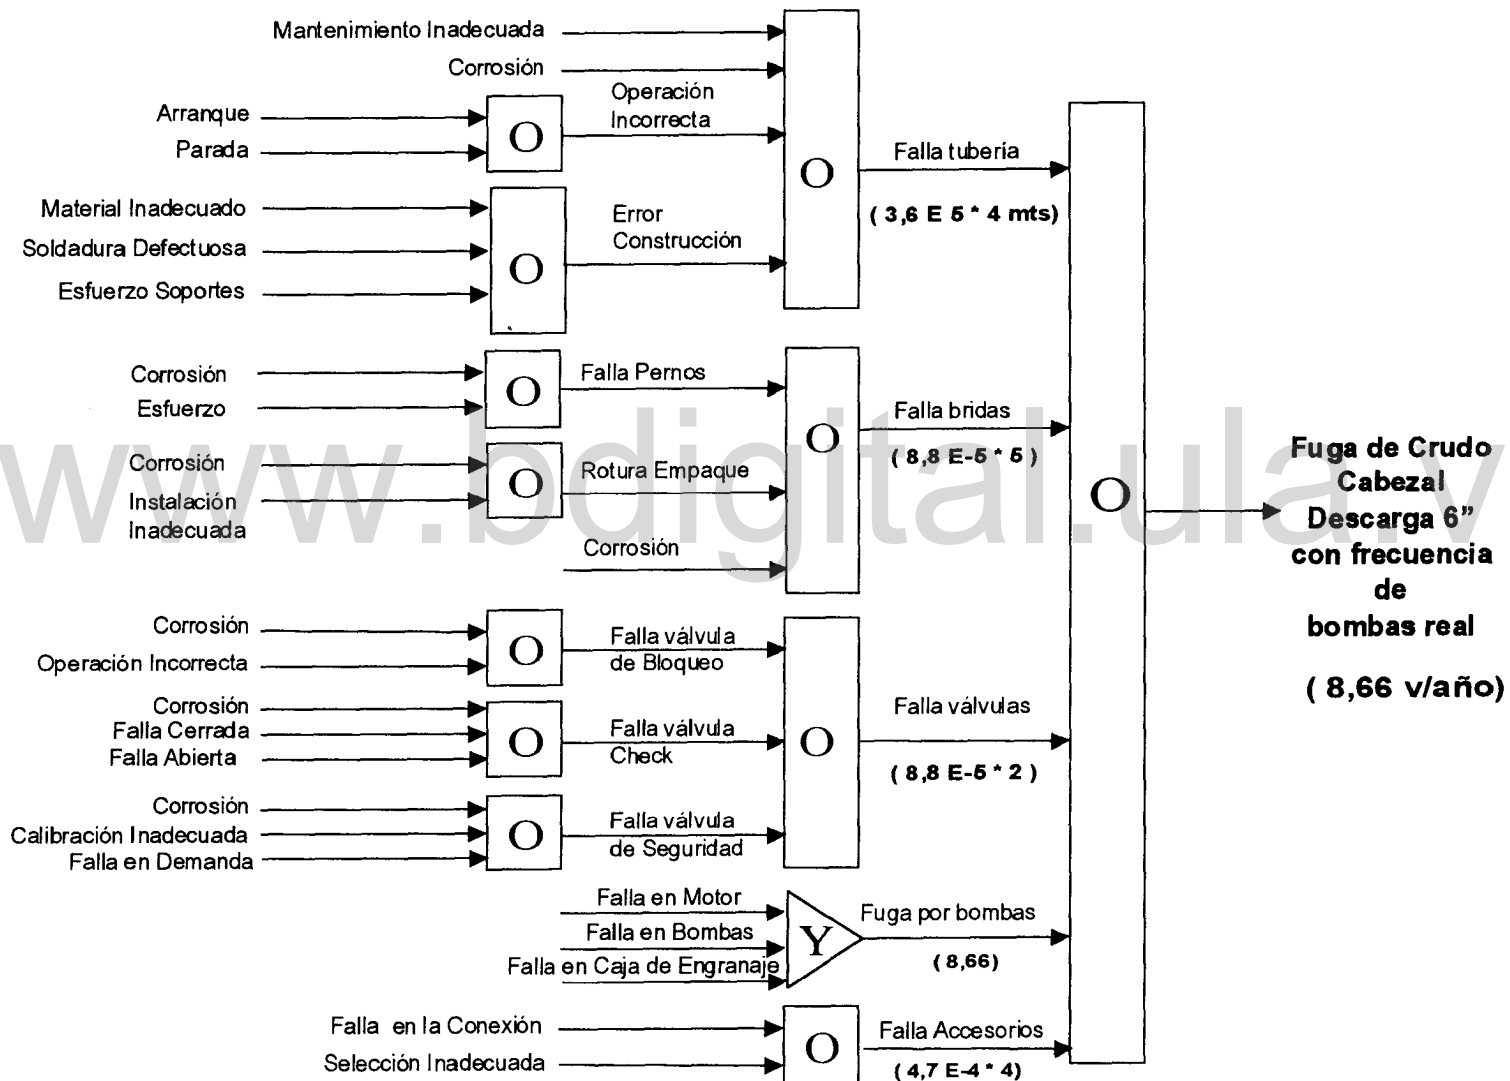 Mantenimiento Inadecuada
Corrosión
Arranque
Parada
O
Operación
Incorrecta
Material Inadecuado
Soldadura Defectuosa
Esfuerzo Soportes
O
Error
Construcción
O
Falla tubería
( 3,6 E 5 * 4 mts)
Corrosión
Esfuerzo
O
Falla Pernos
Corrosión
Instalación
Inadecuada
O
Rotura Empaque
Corrosión
O
Falla bridas
( 8,8 E-5 * 5 )
Corrosión
Operación Incorrecta
O
Falla válvula
de Bloqueo
Corrosión
Falla Cerrada
Falla Abierta
O
Falla válvula
Check
Corrosión
Calibración Inadecuada
Falla en Demanda
O
Falla válvula
de Seguridad
O
Falla válvulas
( 8,8 E-5 * 2 )
Falla en Motor
Falla en Bombas
Falla en Caja de Engranaje
Y
Fuga por bombas
( 8,66)
Falla en la Conexión
Selección Inadecuada
O
Falla Accesorios
( 4,7 E-4 * 4)
O
Fuga de Crudo
Cabezal
Descarga 6”
con frecuencia
de
bombas real
( 8,66 v/año)
www.bdigital.ula.v